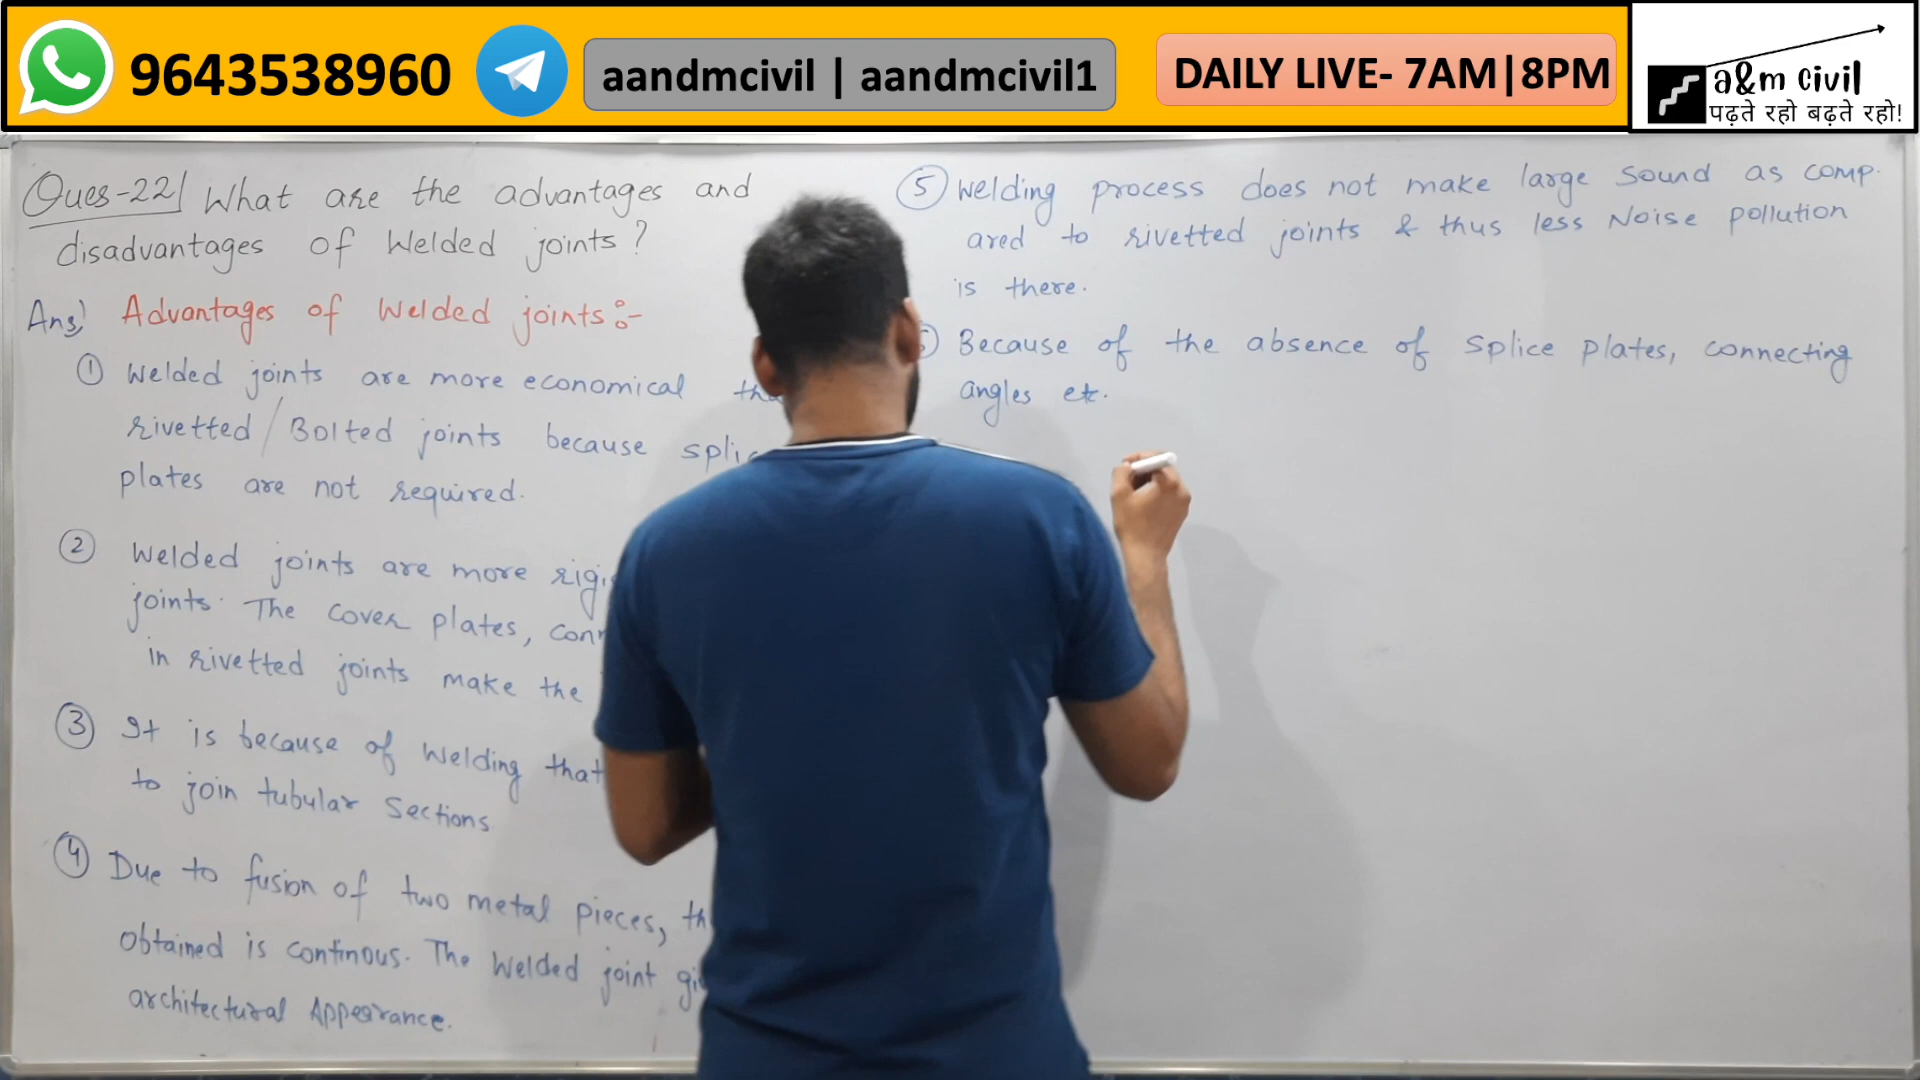 9643538960
aandmcivil | aandmcivil1
DAILY LIVE- 7AM|8PM
a&m civil
पढ़ते रहो बढ़ते रहो!
Ques-22| What are the advantages and
disadvantages of Welded joints?
Ans) Advantages of Welded joints:-
① Welded joints are more economical
rivetted/Bolted joints because
plates are not required.
② Welded joints are more
joints. The cover plates,
in rivetted joints make the
③ It is because of Welding that
to join tubular sections
④ Due to fusion of two metal pieces,
obtained is continous. The Welded joint
architectural Appearance.
⑤ Welding process does not make large sound as comp.
ared to rivetted joints & thus less Noise pollution
is there.
Because of the absence of splice plates, connecting
angles etc.